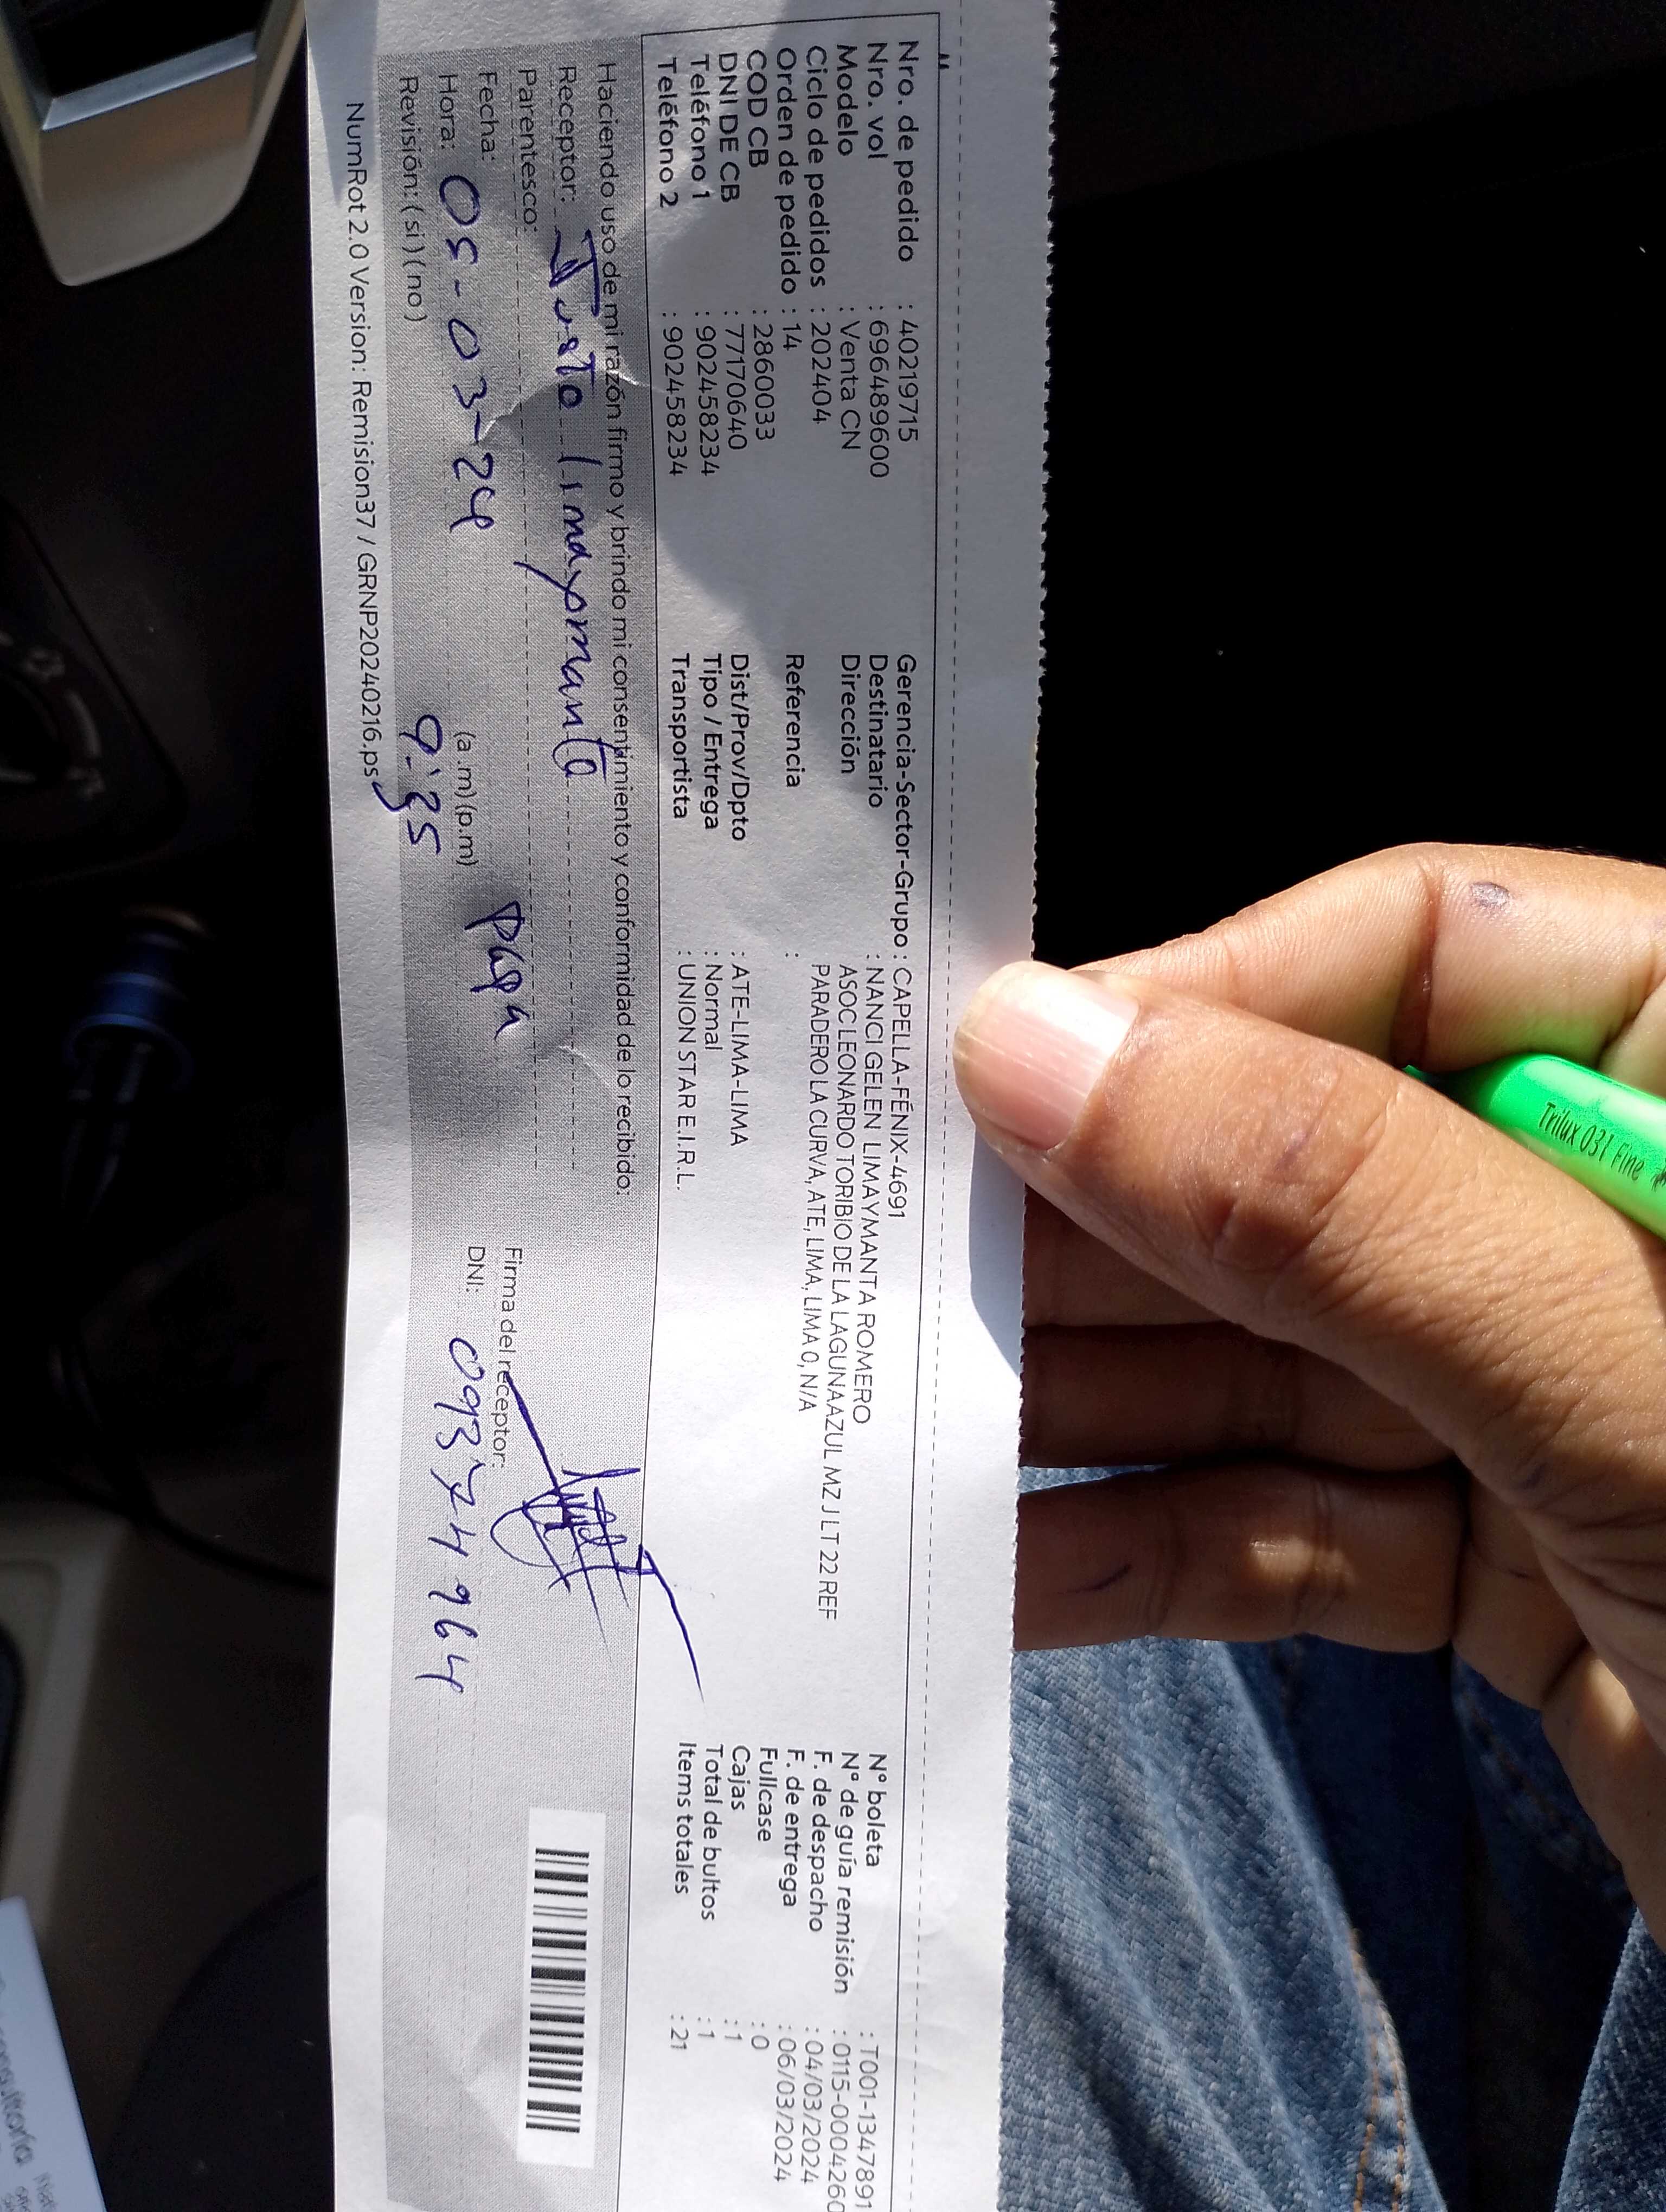 Nro. de pedido : 40219715
Nro. vol : 696489600
Modelo : Venta CN
Ciclo de pedidos : 202404
Orden de pedido : 14
COD CB : 2860033
DNI DE CB : 77170640
Teléfono 1 : 902458234
Teléfono 2 : 902458234
Gerencia-Sector-Grupo : CAPELLA-FÉNIX-4691
Destinatario : NANCI GELEN LIMAYMANTA ROMERO
Dirección ASOC LEONARDO TORIBIO DE LA LAGUNA AZUL MZ J LT 22 REF
PARADERO LA CURVA, ATE, LIMA, LIMA 0, N/A
Referencia :
Dist/Prov/Dpto : ATE-LIMA-LIMA
Tipo / Entrega : Normal
Transportista : UNION STAR E.I.R.L.
N° boleta : T001-13478911
N° de guía remisión : 0115-0004260
F. de despacho : 04/03/2024
F. de entrega : 06/03/2024
Fullcase : 0
Cajas : 1
Total de bultos : 1
Items totales : 21
Haciendo uso de mi razón firmo y brindo mi consentimiento y conformidad de lo recibido:
Receptor: Justo limaymanta
Parentesco: papa
Fecha: 05-03-24
Hora: (a.m) (p.m) 9:35
Revisión: (si) (no)
Firma del receptor:
DNI: 09374964
NumRot 2.0 Version: Remision37 / GRNP20240216.ps
Trilux 031 Fine